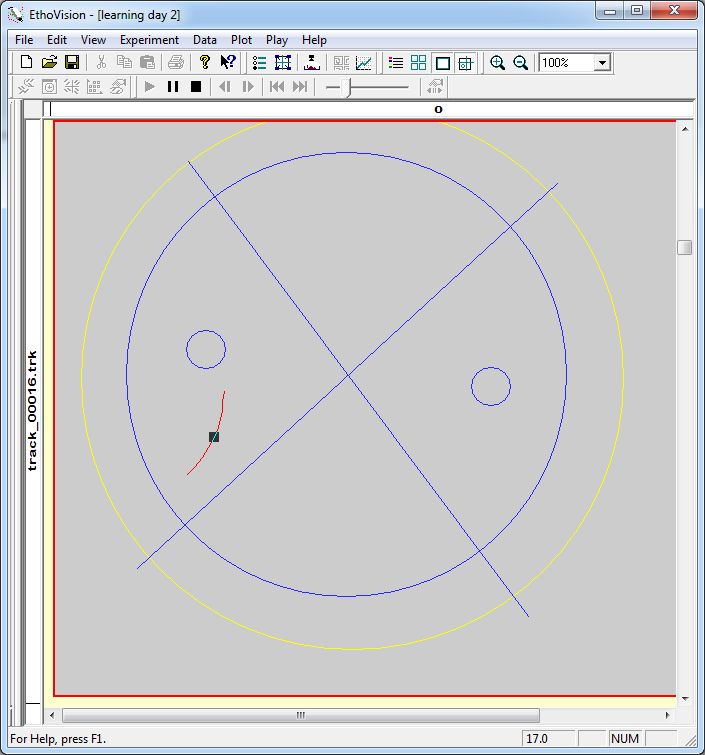 EthoVision - [learning day 2]
File Edit View Experiment Data Plot Play Help
100%
o
track_00016.trk
For Help, press F1.
17.0
NUM